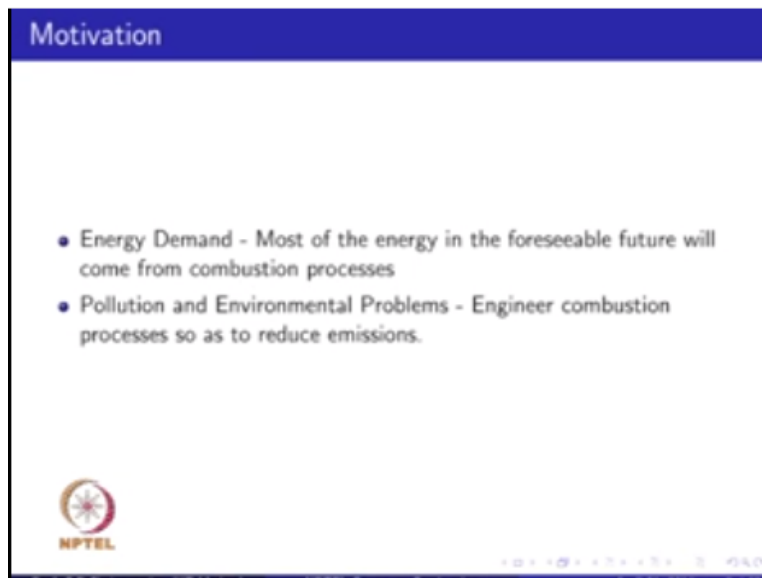 Motivation
Energy Demand - Most of the energy in the foreseeable future will
come from combustion processes
Pollution and Environmental Problems - Engineer combustion
processes so as to reduce emissions.
NPTEL